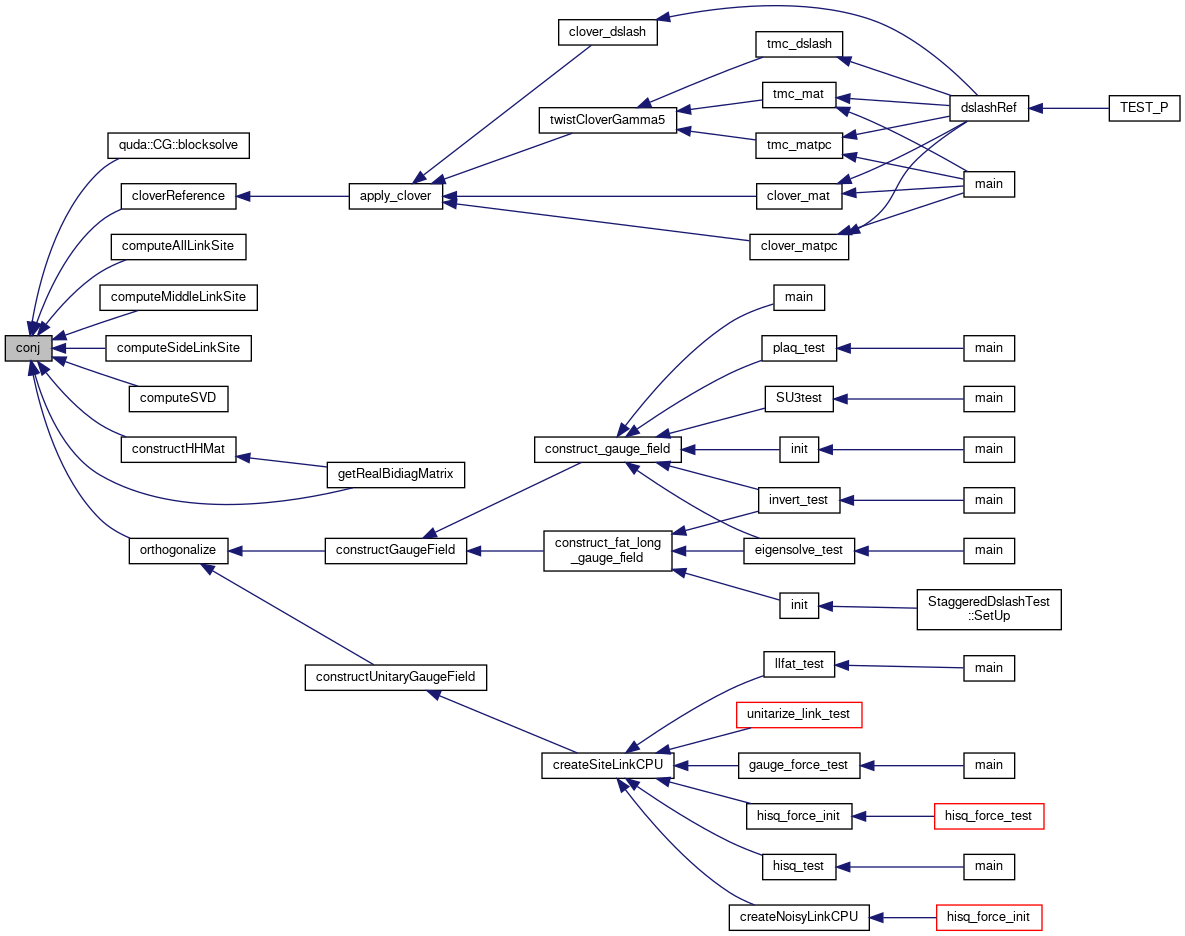 clover_dslash
tmc_dslash
tmc_mat
dslashRef
TEST_P
twistCloverGamma5
quda::CG::blocksolve
tmc_matpc
main
cloverReference
apply_clover
clover_mat
computeAllLinkSite
clover_matpc
computeMiddleLinkSite
main
conj
computeSideLinkSite
plaq_test
main
computeSVD
SU3test
main
constructHHMat
construct_gauge_field
init
main
getRealBidiagMatrix
invert_test
main
orthogonalize
constructGaugeField
construct_fat_long
_gauge_field
eigensolve_test
main
init
StaggeredDslashTest
::SetUp
llfat_test
main
constructUnitaryGaugeField
unitarize_link_test
createSiteLinkCPU
gauge_force_test
main
hisq_force_init
hisq_force_test
hisq_test
main
createNoisyLinkCPU
hisq_force_init